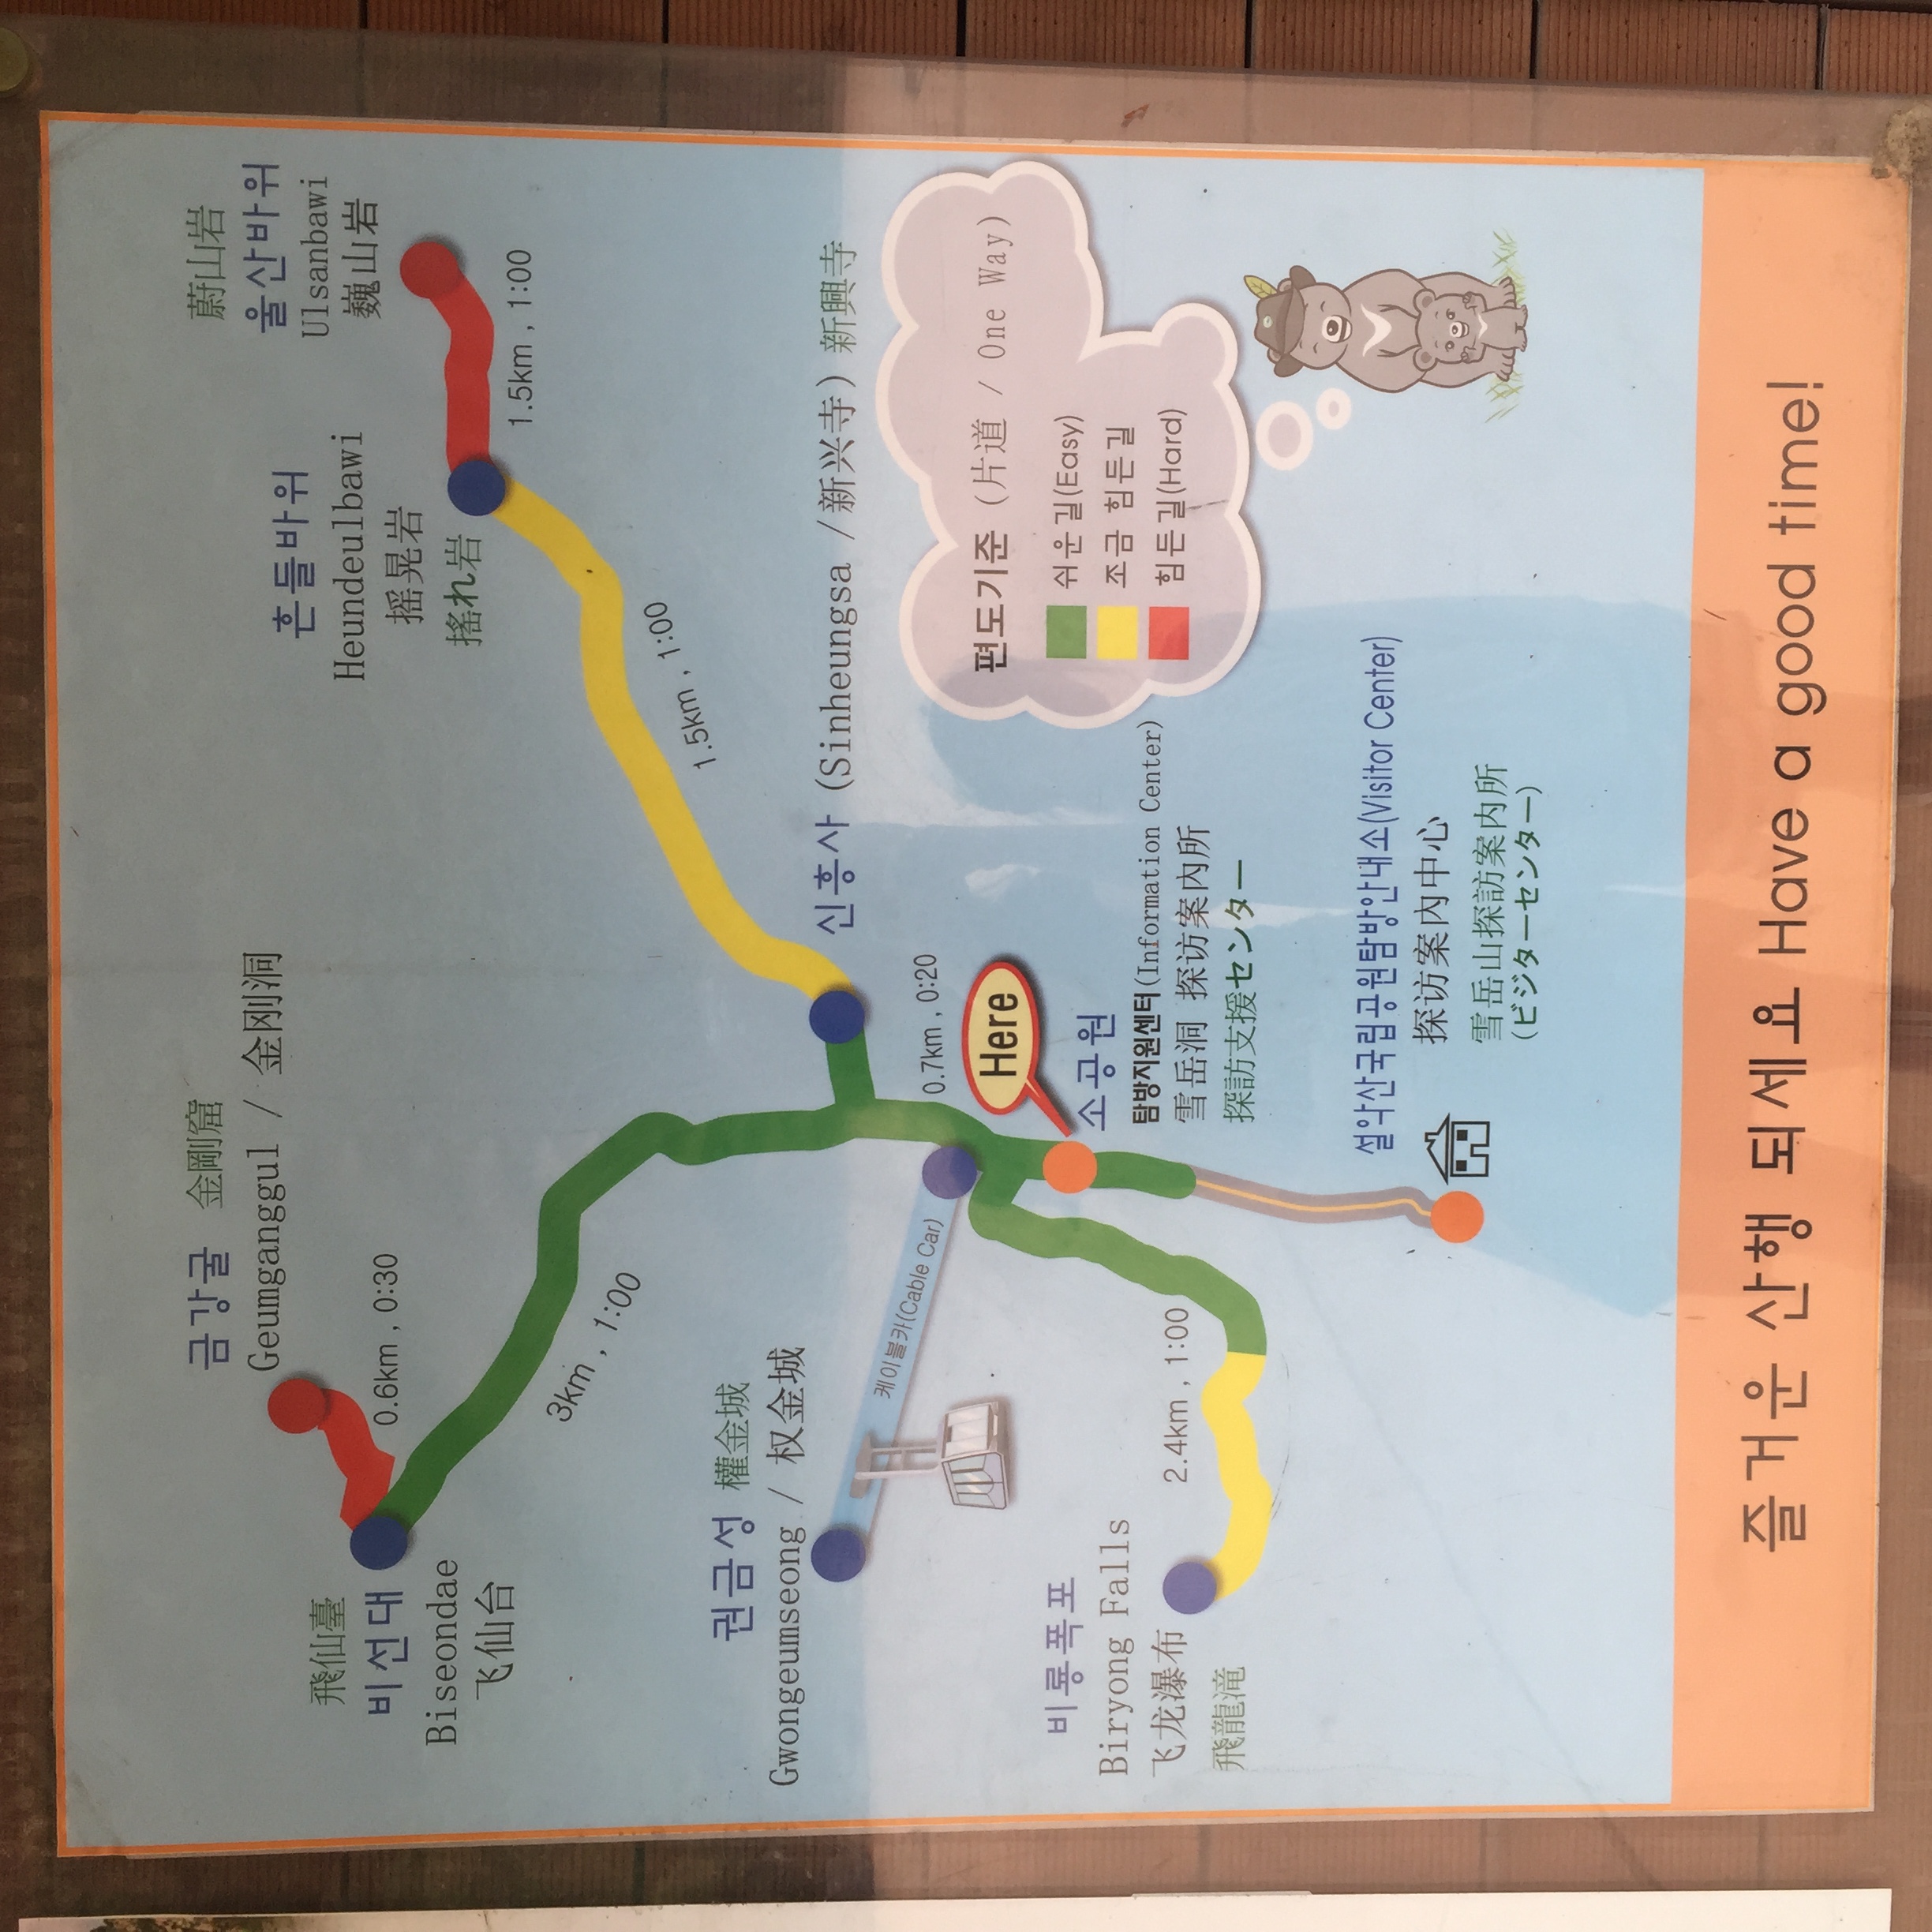 금강굴 金剛窟
Geumganggul / 金刚洞
0.6km , 0:30
飛仙臺
비선대
Biseondae
飞仙台
3km , 1:00
蔚山岩
울산바위
Ulsanbawi
巍山岩
흔들바위
Heundeulbawi
摇晃岩
搖れ岩
1.5km , 1:00
1.5km , 1:00
권금성 權金城
Gwongeumseong / 权金城
케이블카(Cable Car)
신흥사 (Sinheungsa /新兴寺) 新興寺
0.7km , 0:20
Here
비룡폭포
Biryong Falls
飞龙瀑布
飛龍滝
2.4km , 1:00
소공원
탐방지원센터(Information Center)
雪岳洞 探访案内所
探訪支援センター
편도기준 (片道 / One Way)
쉬운길(Easy)
조금 힘든길
힘든길(Hard)
설악산국립공원탐방안내소(Visitor Center)
探访案内中心
雪岳山探訪案内所
(ビジターセンター)
즐거운 산행 되세요 Have a good time!